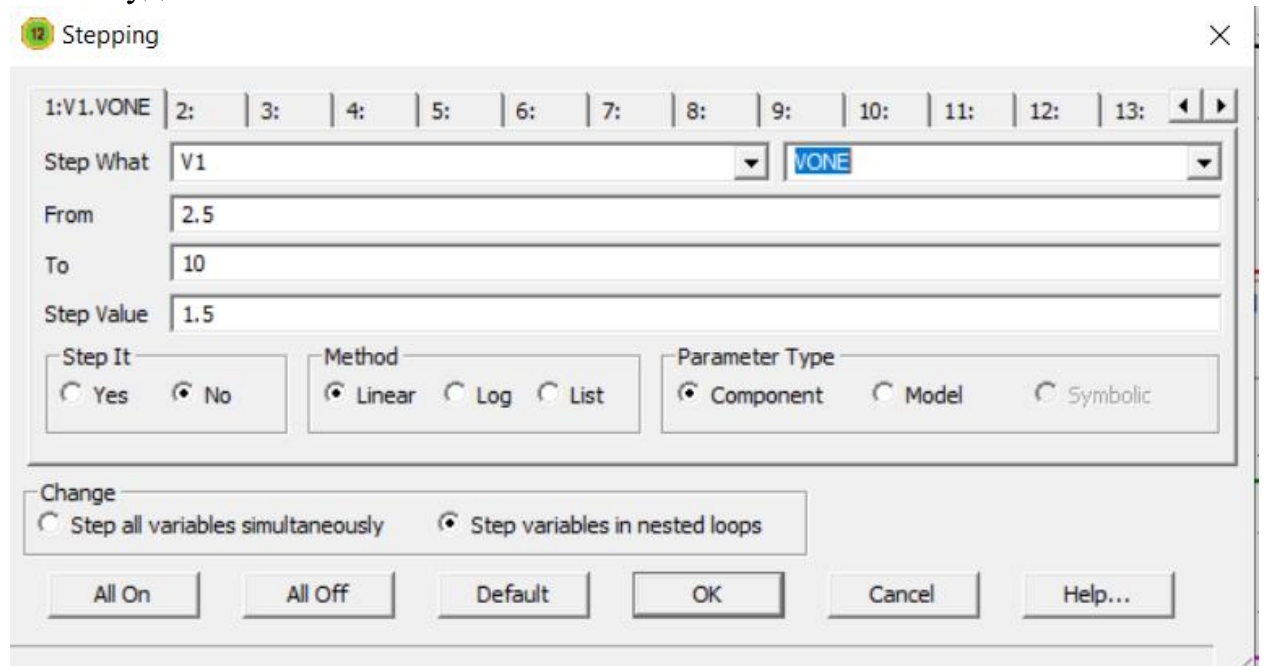 12 Stepping
1:V1.VONE 2: 3: 4: 5: 6: 7: 8: 9: 10: 11: 12: 13:
Step What V1 VONE
From 2.5
To 10
Step Value 1.5
Step It Method Parameter Type
Yes No Linear Log List Component Model Symbolic
Change
Step all variables simultaneously Step variables in nested loops
All On All Off Default OK Cancel Help...